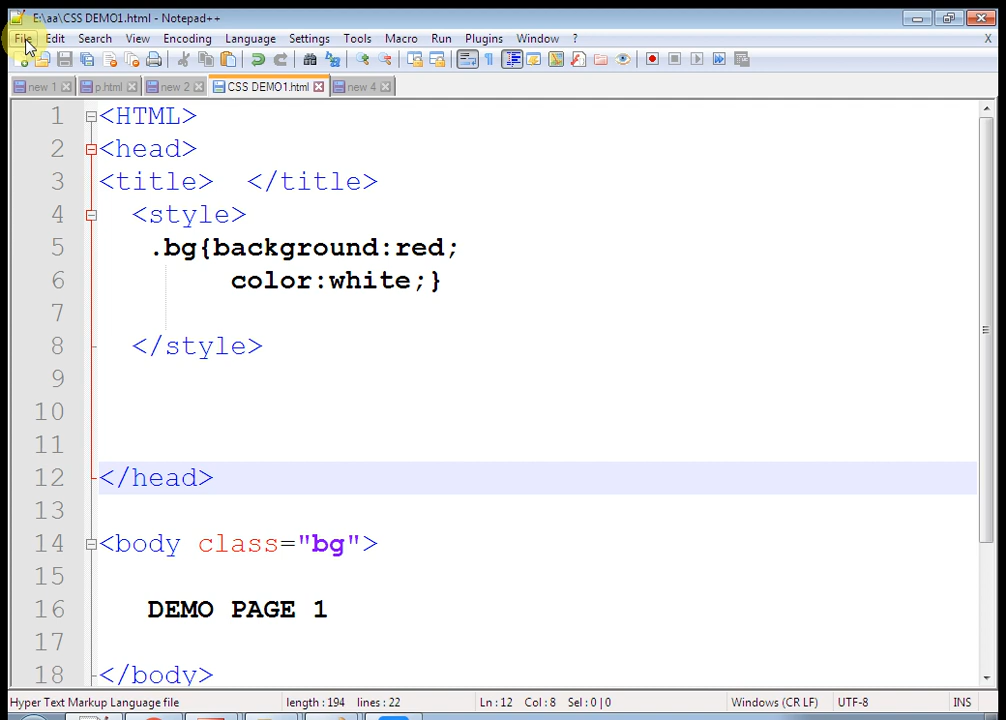 E:\aa\CSS DEMO1.html - Notepad++
File Edit Search View Encoding Language Settings Tools Macro Run Plugins Window ? X
new 1 p.html new 2 CSS DEMO1.html new 4
1 <HTML>
2 <head>
3 <title> </title>
4 <style>
5 .bg{background:red;
6 color:white;}
7
8 </style>
9
10
11
12 </head>
13
14 <body class="bg">
15
16 DEMO PAGE 1
17
18 </body>
Hyper Text Markup Language file length : 194 lines : 22 Ln : 12 Col : 8 Sel : 0 | 0 Windows (CR LF) UTF-8 INS